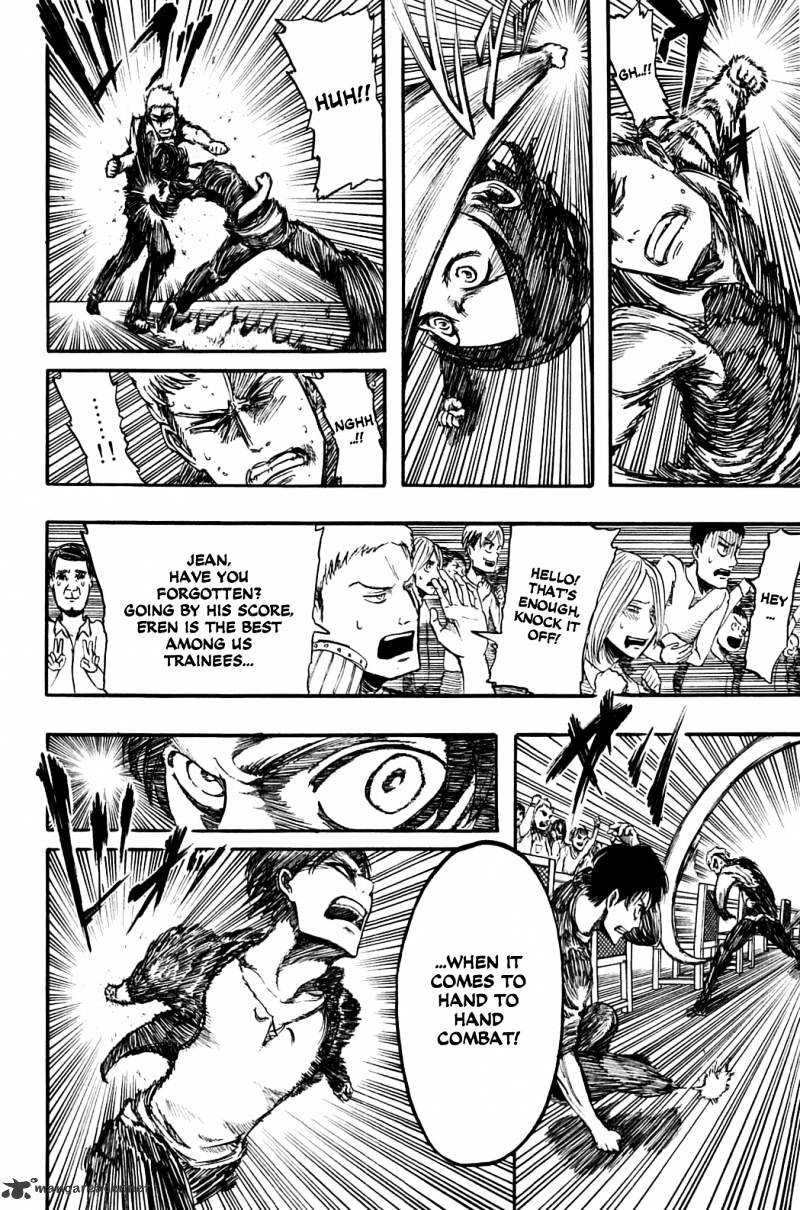 GH..!!
HUH!!
NGHH
..!!
......!!
HEY
...
HELLO!
THAT'S
ENOUGH,
KNOCK IT
OFF!
JEAN,
HAVE YOU
FORGOTTEN?
GOING BY HIS SCORE,
EREN IS THE BEST
AMONG US
TRAINEES...
...WHEN IT
COMES TO
HAND TO
HAND
COMBAT!